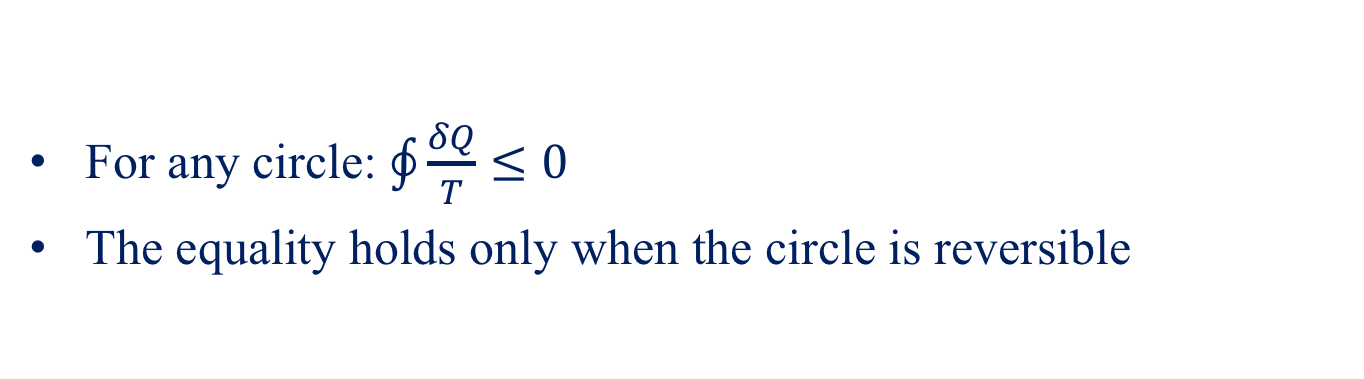 • For any circle: ∮ δQ/T ≤ 0
• The equality holds only when the circle is reversible